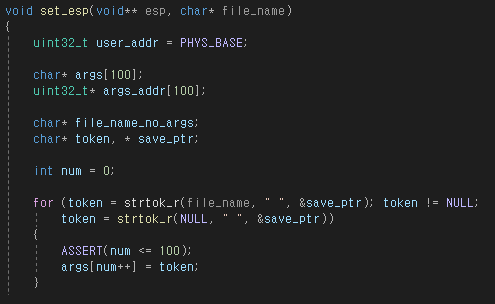 void set_esp(void** esp, char* file_name)
{
    uint32_t user_addr = PHYS_BASE;

    char* args[100];
    uint32_t* args_addr[100];

    char* file_name_no_args;
    char* token, * save_ptr;

    int num = 0;

    for (token = strtok_r(file_name, " ", &save_ptr); token != NULL;
        token = strtok_r(NULL, " ", &save_ptr))
    {
        ASSERT(num <= 100);
        args[num++] = token;
    }